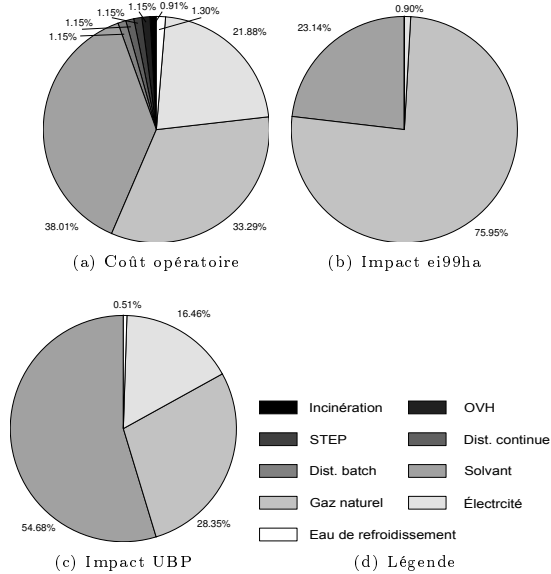 1.15% 0.91%
1.15% 1.30%
1.15%
1.15%
21.88%
33.29%
38.01%
(a) Coût opératoire
0.90%
23.14%
75.95%
(b) Impact ei99ha
0.51%
16.46%
28.35%
54.68%
(c) Impact UBP
Incinération OVH
STEP Dist. continue
Dist. batch Solvant
Gaz naturel Électrcité
Eau de refroidissement
(d) Légende